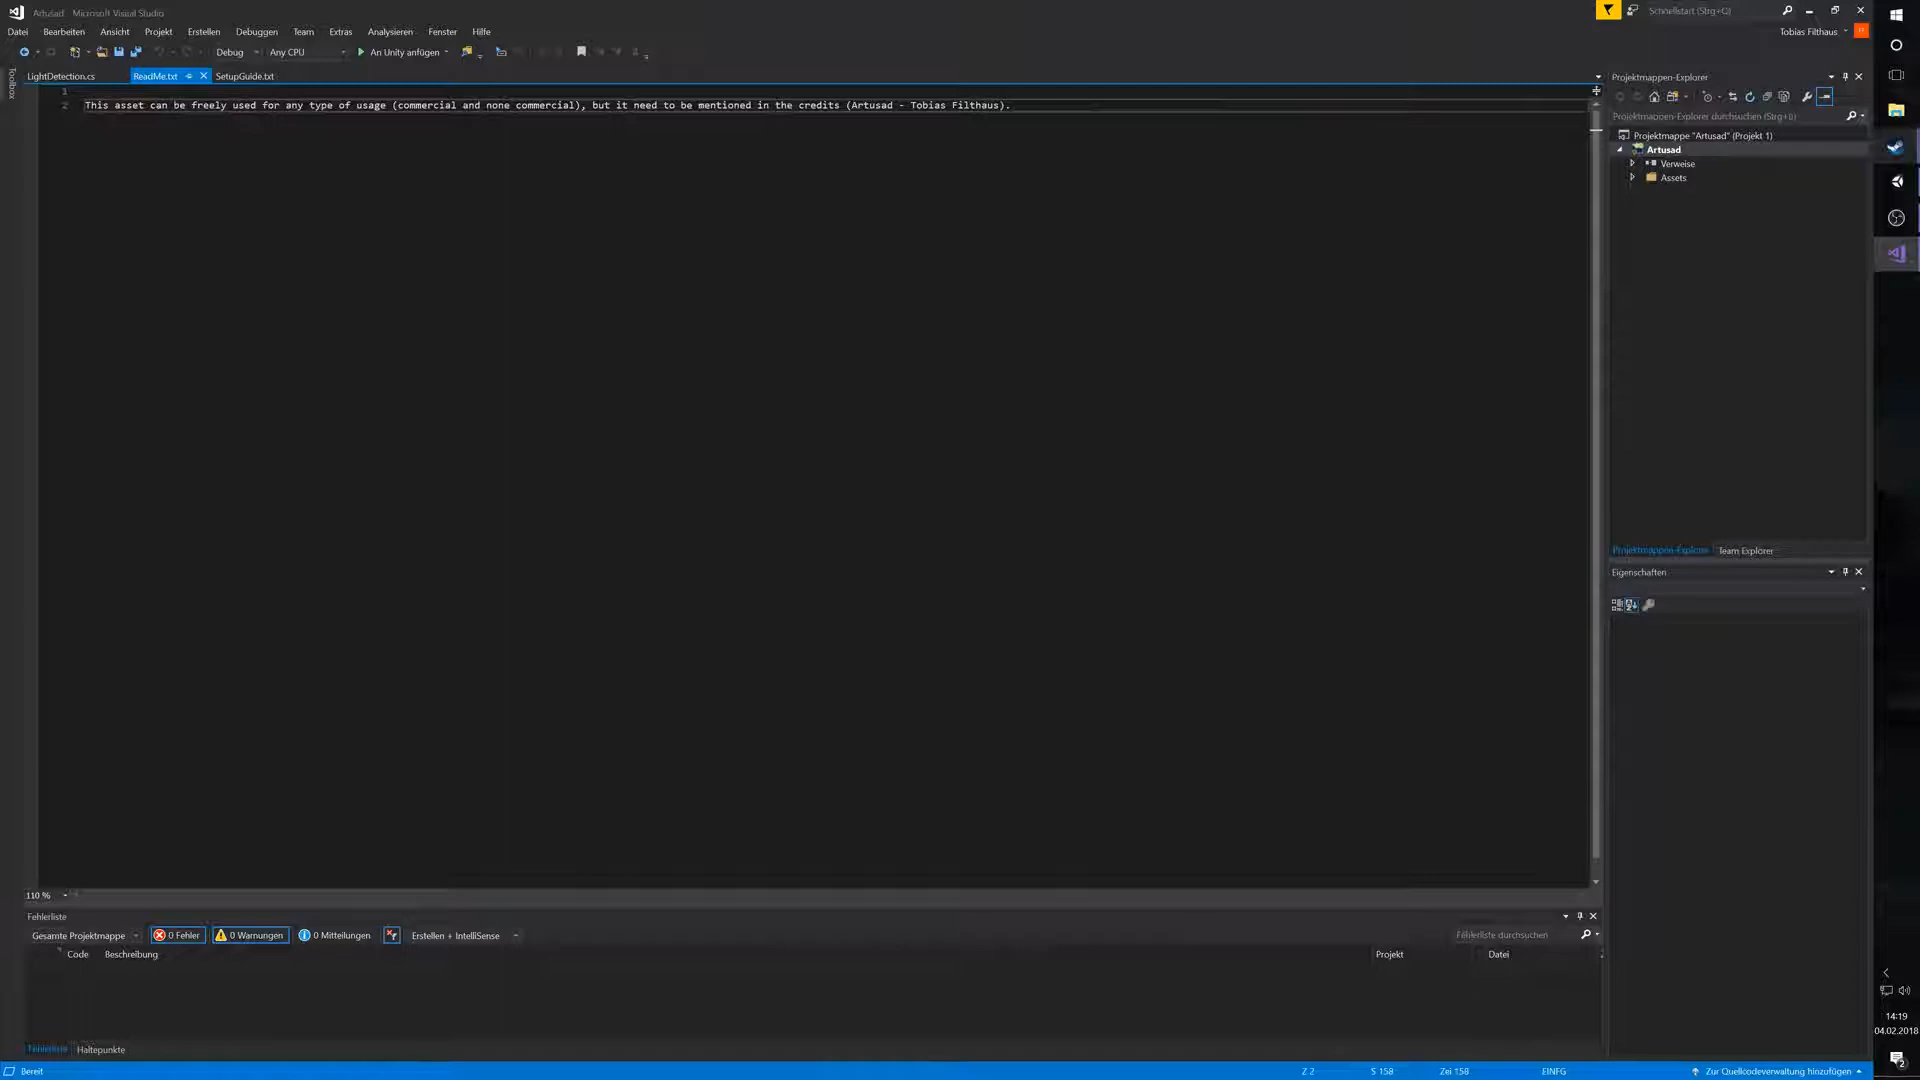 Artusad - Microsoft Visual Studio
Schnellstart (Strg+Q)
Datei Bearbeiten Ansicht Projekt Erstellen Debuggen Team Extras Analysieren Fenster Hilfe
Tobias Filthaus
Debug Any CPU An Unity anfügen
Toolbox
LightDetection.cs ReadMe.txt SetupGuide.txt
1
2 This asset can be freely used for any type of usage (commercial and none commercial), but it need to be mentioned in the credits (Artusad - Tobias Filthaus).
Projektmappen-Explorer
Projektmappen-Explorer durchsuchen (Strg+ü)
Projektmappe "Artusad" (Projekt 1)
Artusad
Verweise
Assets
Projektmappen-Explorer Team Explorer
Eigenschaften
110 %
Fehlerliste
Gesamte Projektmappe 0 Fehler 0 Warnungen 0 Mitteilungen Erstellen + IntelliSense Fehlerliste durchsuchen
Code Beschreibung Projekt Datei
Fehlerliste Haltepunkte
Bereit Z 2 S 158 Zei 158 EINFG Zur Quellcodeverwaltung hinzufügen
14:19
04.02.2018
2